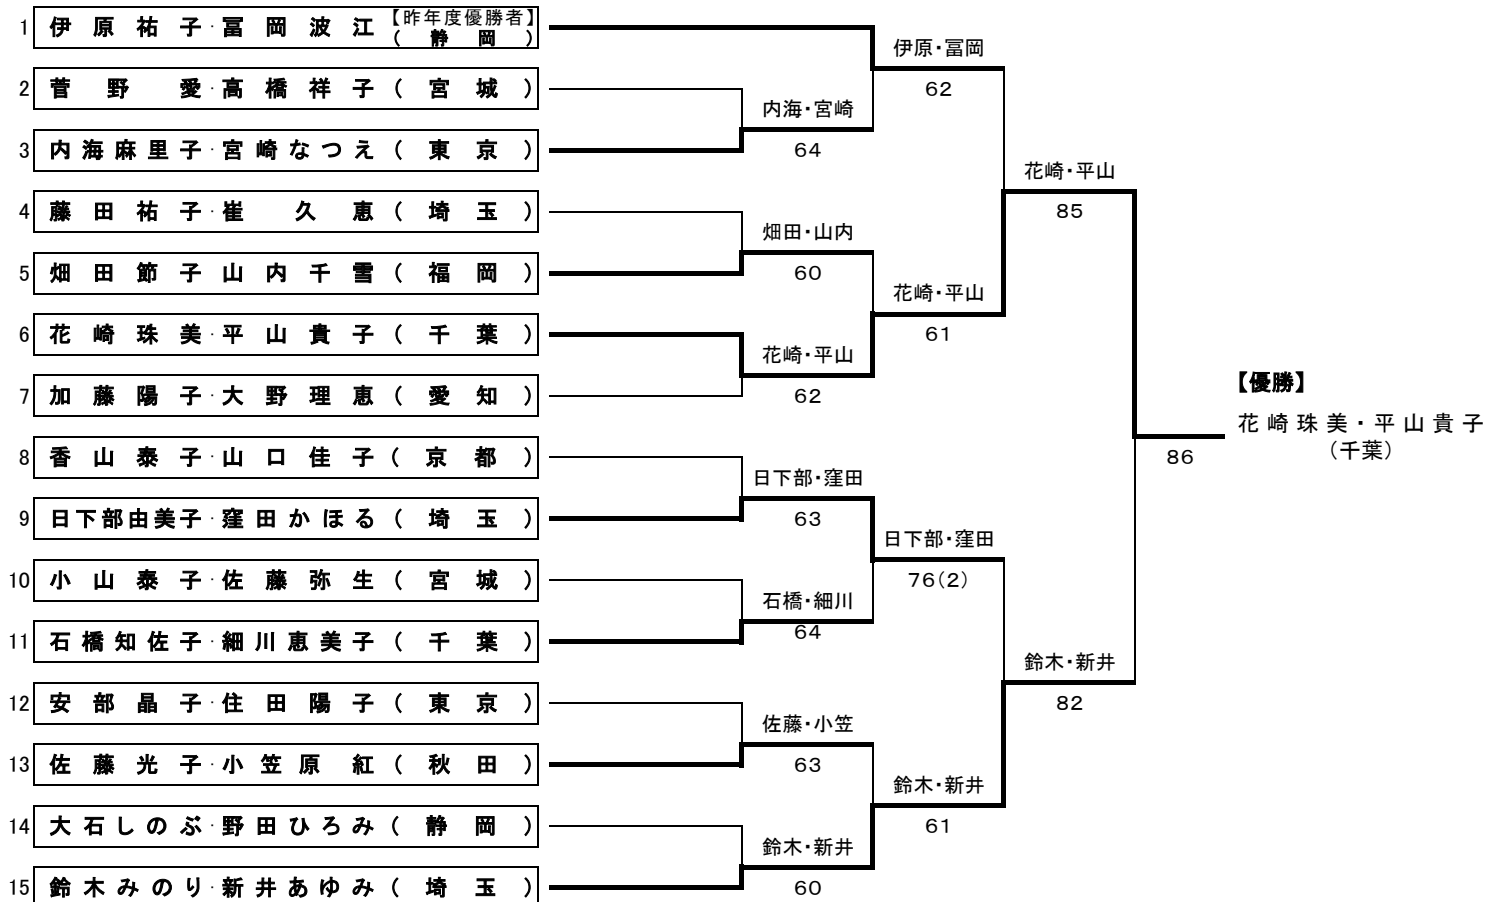 1 伊原祐子・冨岡波江【昨年度優勝者】(静岡)
2 菅野愛・高橋祥子(宮城)
3 内海麻里子・宮崎なつえ(東京)
4 藤田祐子・崔久恵(埼玉)
5 畑田節子山内千雪(福岡)
6 花崎珠美・平山貴子(千葉)
7 加藤陽子・大野理恵(愛知)
8 香山泰子・山口佳子(京都)
9 日下部由美子・窪田かほる(埼玉)
10 小山泰子・佐藤弥生(宮城)
11 石橋知佐子・細川恵美子(千葉)
12 安部晶子・住田陽子(東京)
13 佐藤光子・小笠原紅(秋田)
14 大石しのぶ・野田ひろみ(静岡)
15 鈴木みのり・新井あゆみ(埼玉)
内海・宮崎
64
畑田・山内
60
花崎・平山
62
日下部・窪田
63
石橋・細川
64
佐藤・小笠
63
鈴木・新井
60
伊原・冨岡
62
花崎・平山
61
日下部・窪田
76(2)
鈴木・新井
61
花崎・平山
85
鈴木・新井
82
86
【優勝】
花崎珠美・平山貴子
(千葉)